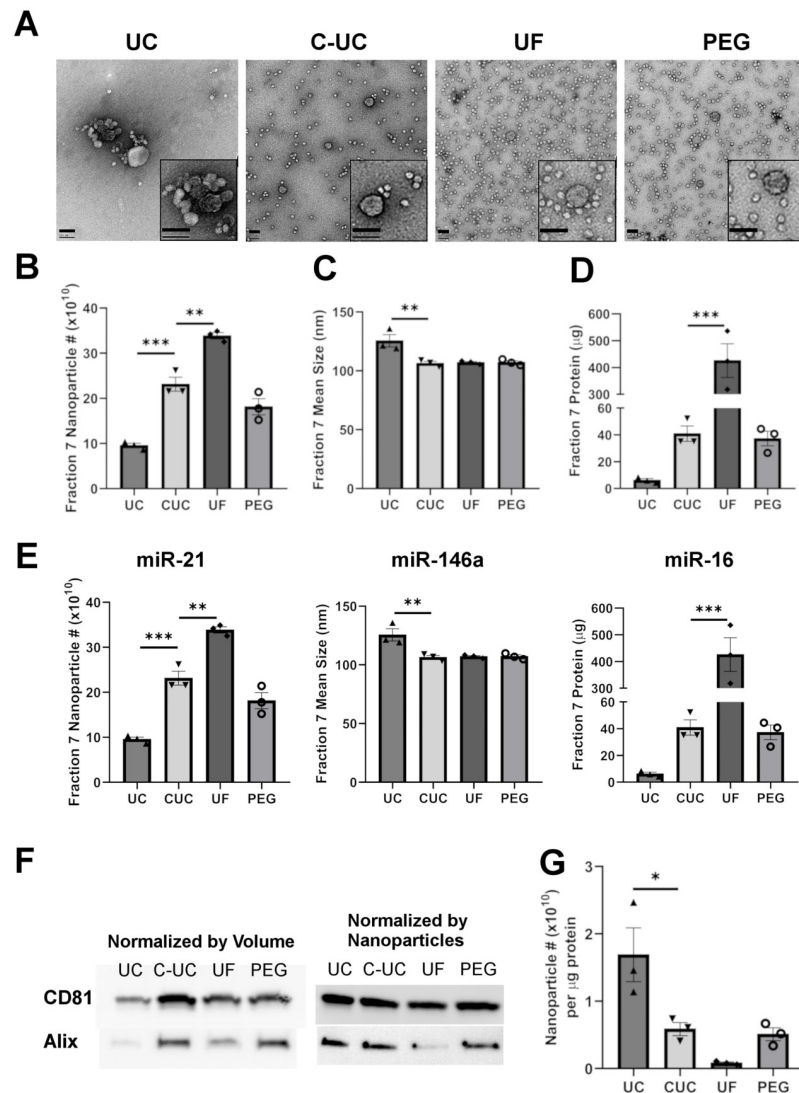 A
UC C-UC UF PEG
B C D
Fraction 7 Nanoparticle # (x10¹⁰)
40
30
20
10
0
*** **
UC CUC UF PEG
Fraction 7 Mean Size (nm)
150
125
100
75
50
**
UC CUC UF PEG
Fraction 7 Protein (μg)
600
500
400
300
60
40
20
0
***
UC CUC UF PEG
E
miR-21 miR-146a miR-16
Fraction 7 Nanoparticle # (x10¹⁰)
40
30
20
10
0
*** **
UC CUC UF PEG
Fraction 7 Mean Size (nm)
150
125
100
75
50
**
UC CUC UF PEG
Fraction 7 Protein (μg)
600
500
400
300
60
40
20
0
***
UC CUC UF PEG
F
Normalized by Volume
UC C-UC UF PEG
Normalized by
Nanoparticles
UC C-UC UF PEG
CD81
Alix
G
Nanoparticle # (x10¹⁰)
per μg protein
3
2
1
0
*
UC CUC UF PEG